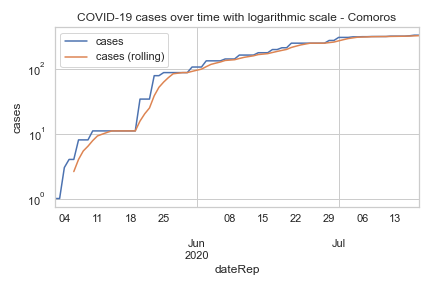 COVID-19 cases over time with logarithmic scale - Comoros
cases
cases (rolling)
10²
10¹
10⁰
cases
04 11 18 25 08 15 22 29 06 13
Jun Jul
2020
dateRep